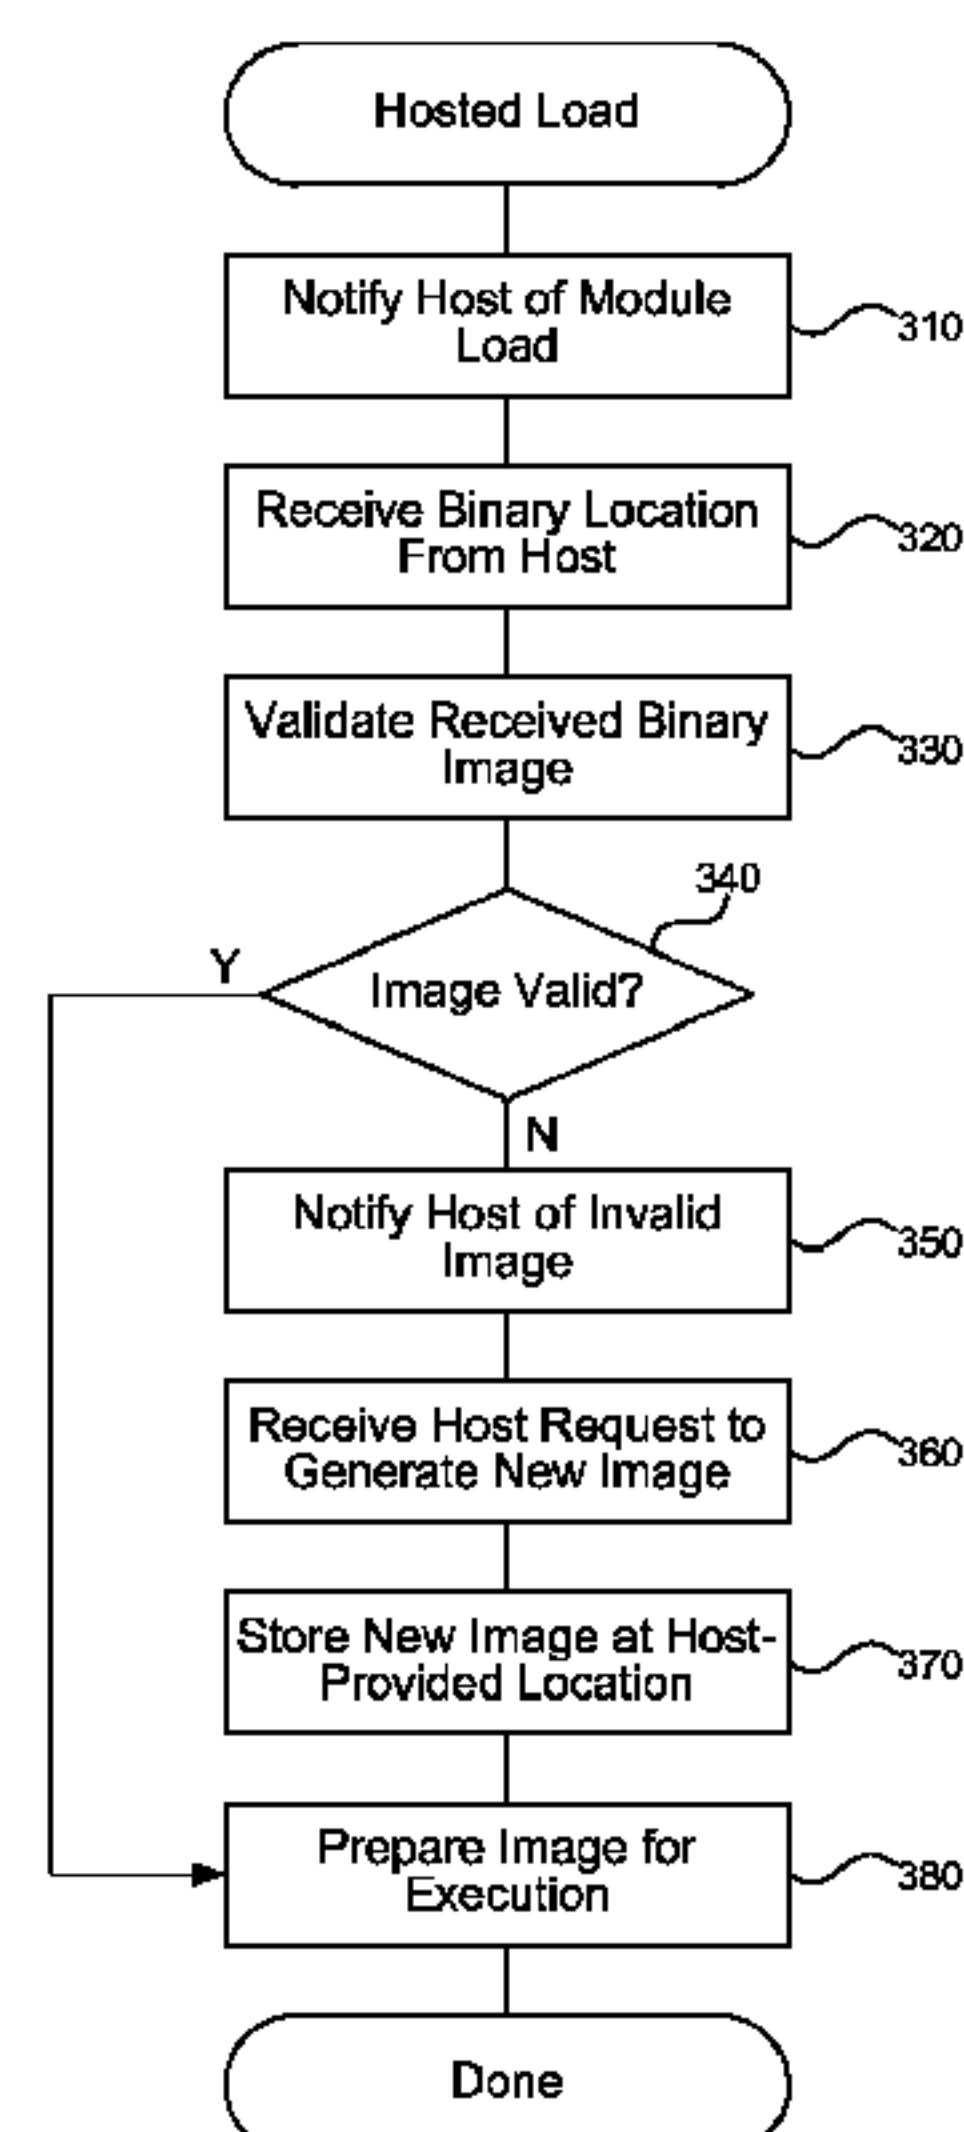 Hosted Load
Notify Host of Module
Load
310
Receive Binary Location
From Host
320
Validate Received Binary
Image
330
340
Image Valid?
Y
N
Notify Host of Invalid
Image
350
Receive Host Request to
Generate New Image
360
Store New Image at Host-
Provided Location
370
Prepare Image for
Execution
380
Done